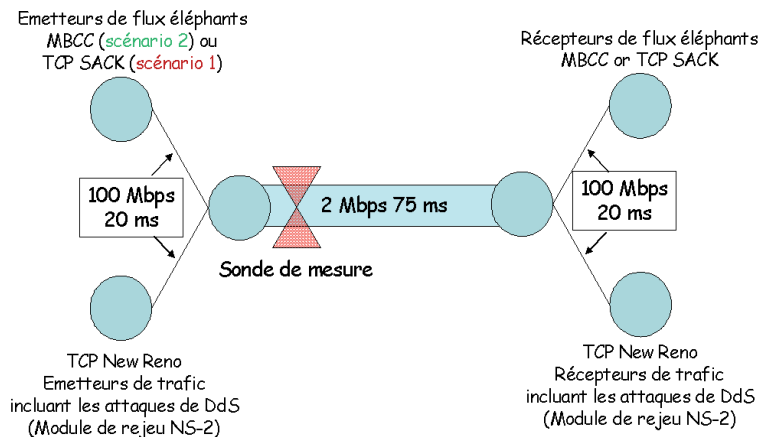 Emetteurs de flux éléphants
MBCC (scénario 2) ou
TCP SACK (scénario 1)
Récepteurs de flux éléphants
MBCC or TCP SACK
100 Mbps
20 ms
2 Mbps 75 ms
100 Mbps
20 ms
Sonde de mesure
TCP New Reno
Emetteurs de trafic
incluant les attaques de DdS
(Module de rejeu NS-2)
TCP New Reno
Récepteurs de trafic
incluant les attaques de DdS
(Module de rejeu NS-2)